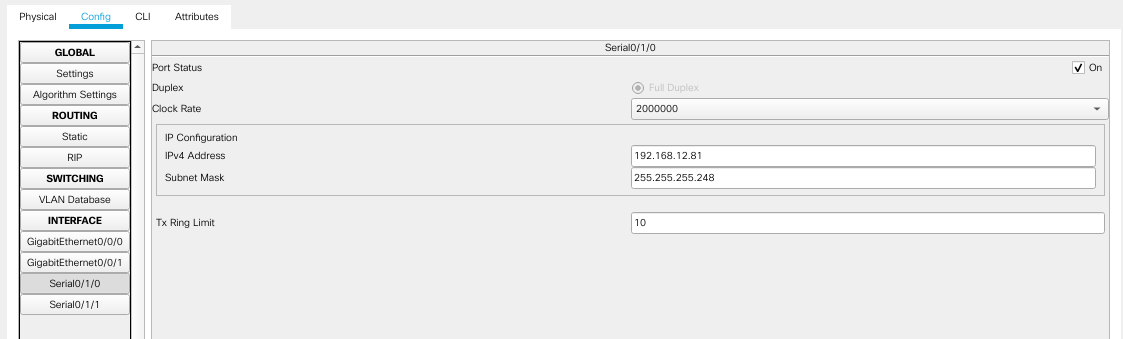 Physical Config CLI Attributes
GLOBAL
Settings
Algorithm Settings
ROUTING
Static
RIP
SWITCHING
VLAN Database
INTERFACE
GigabitEthernet0/0/0
GigabitEthernet0/0/1
Serial0/1/0
Serial0/1/1
Serial0/1/0
Port Status On
Duplex Full Duplex
Clock Rate 2000000
IP Configuration
IPv4 Address 192.168.12.81
Subnet Mask 255.255.255.248
Tx Ring Limit 10